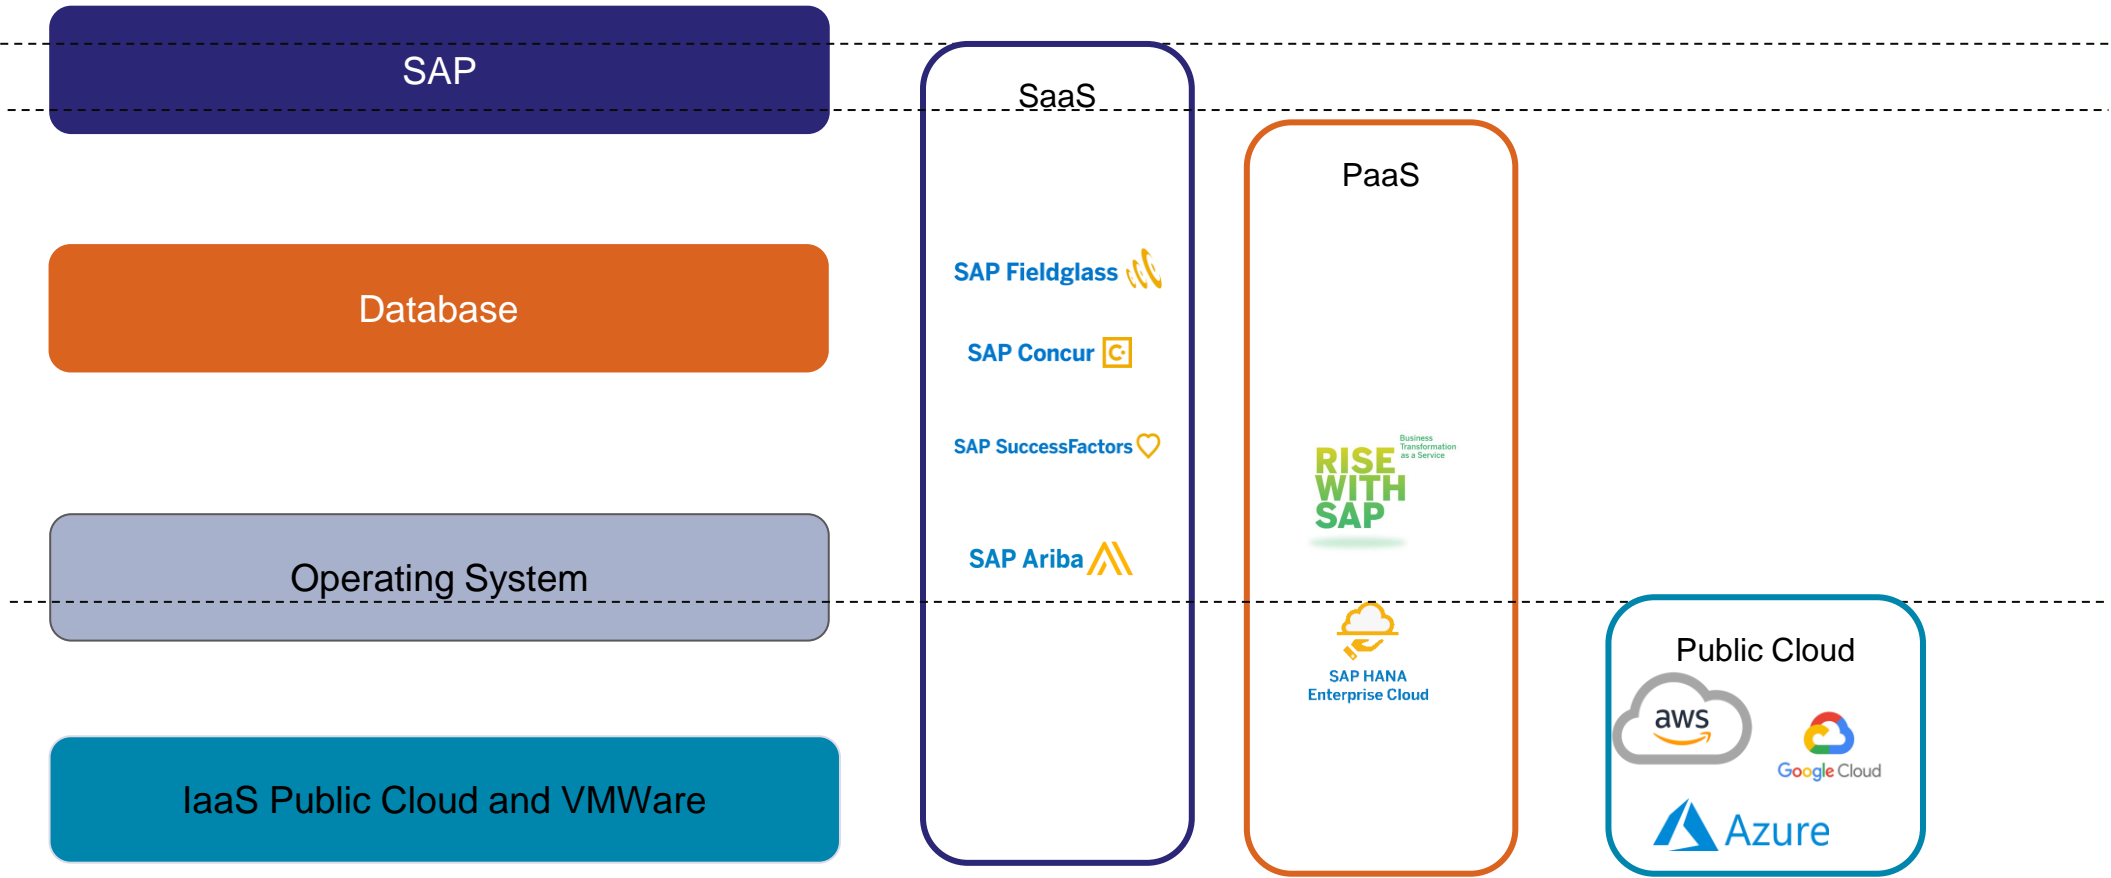 SAP
Database
Operating System
IaaS Public Cloud and VMWare
SaaS
SAP Fieldglass
SAP Concur
SAP SuccessFactors
SAP Ariba
PaaS
Business
Transformation
as a Service
RISE
WITH
SAP
SAP HANA
Enterprise Cloud
Public Cloud
aws
Google Cloud
Azure